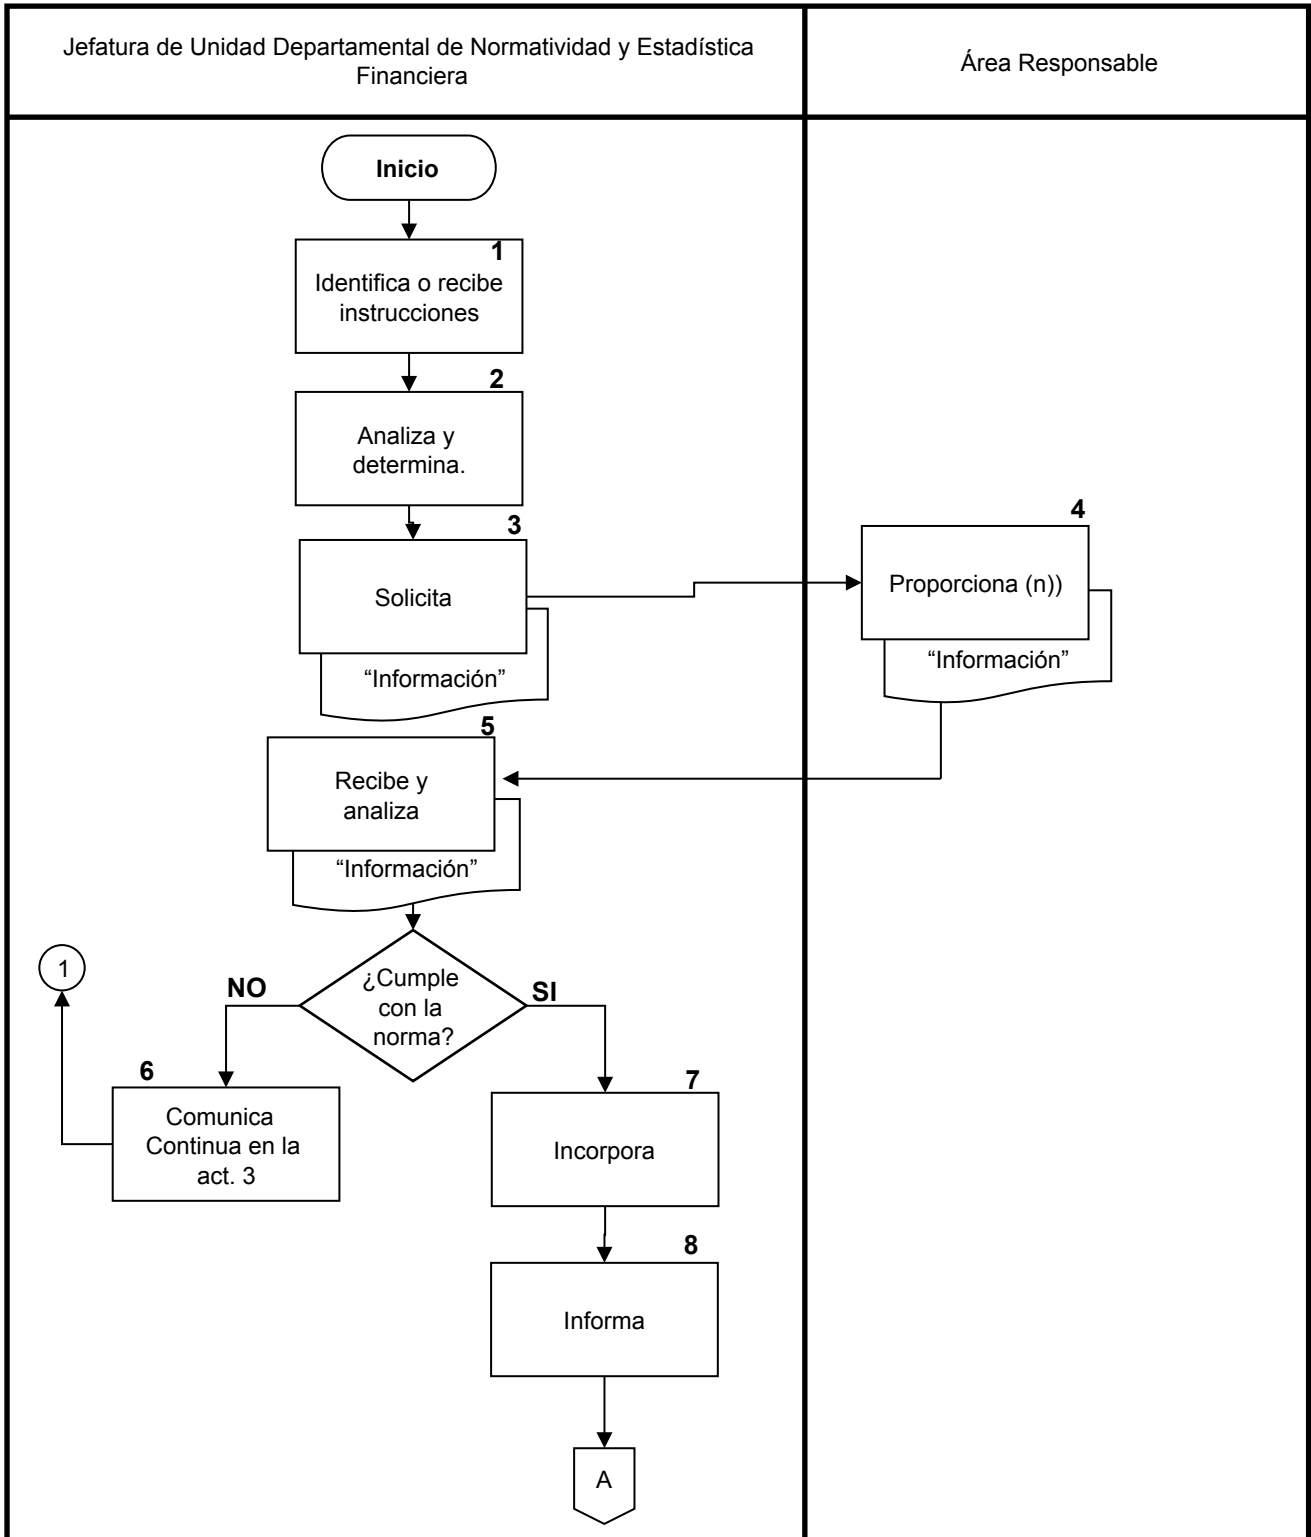 Jefatura de Unidad Departamental de Normatividad y Estadística
Financiera
Área Responsable
Inicio
1
Identifica o recibe
instrucciones
2
Analiza y
determina.
3
Solicita
“Información”
4
Proporciona (n))
“Información”
5
Recibe y
analiza
“Información”
¿Cumple
con la
norma?
NO
SI
1
6
Comunica
Continua en la
act. 3
7
Incorpora
8
Informa
A